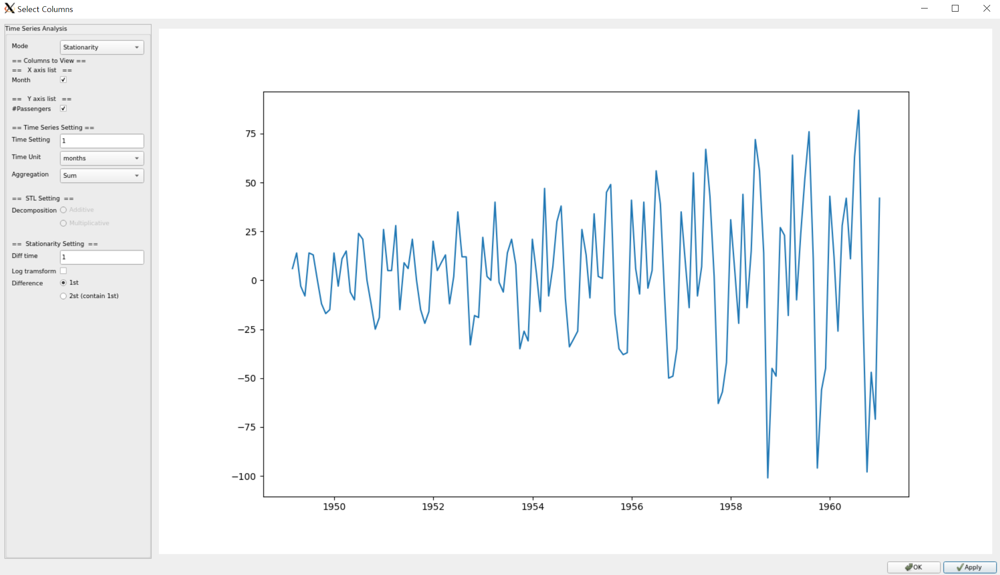 Select Columns
Time Series Analysis
Mode Stationarity
== Columns to View ==
== X axis list ==
Month
== Y axis list ==
#Passengers
== Time Series Setting ==
Time Setting 1
Time Unit months
Aggregation Sum
== STL Setting ==
Decomposition Additive
Multiplicative
== Stationarity Setting ==
Diff time 1
Log tramsform
Difference 1st
2st (contain 1st)
75
50
25
0
−25
−50
−75
−100
1950 1952 1954 1956 1958 1960
OK Apply